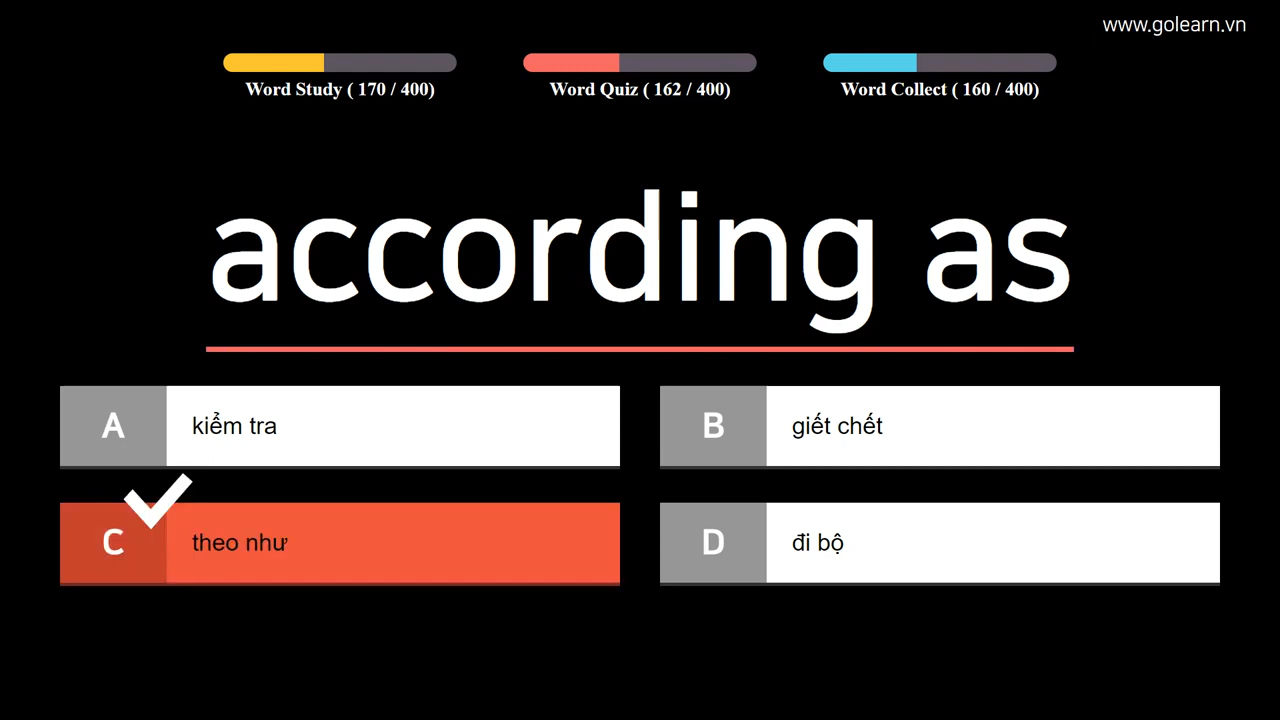 www.golearn.vn
Word Study ( 170 / 400)
Word Quiz ( 162 / 400)
Word Collect ( 160 / 400)
according as
A kiểm tra
B giết chết
C theo như
D đi bộ